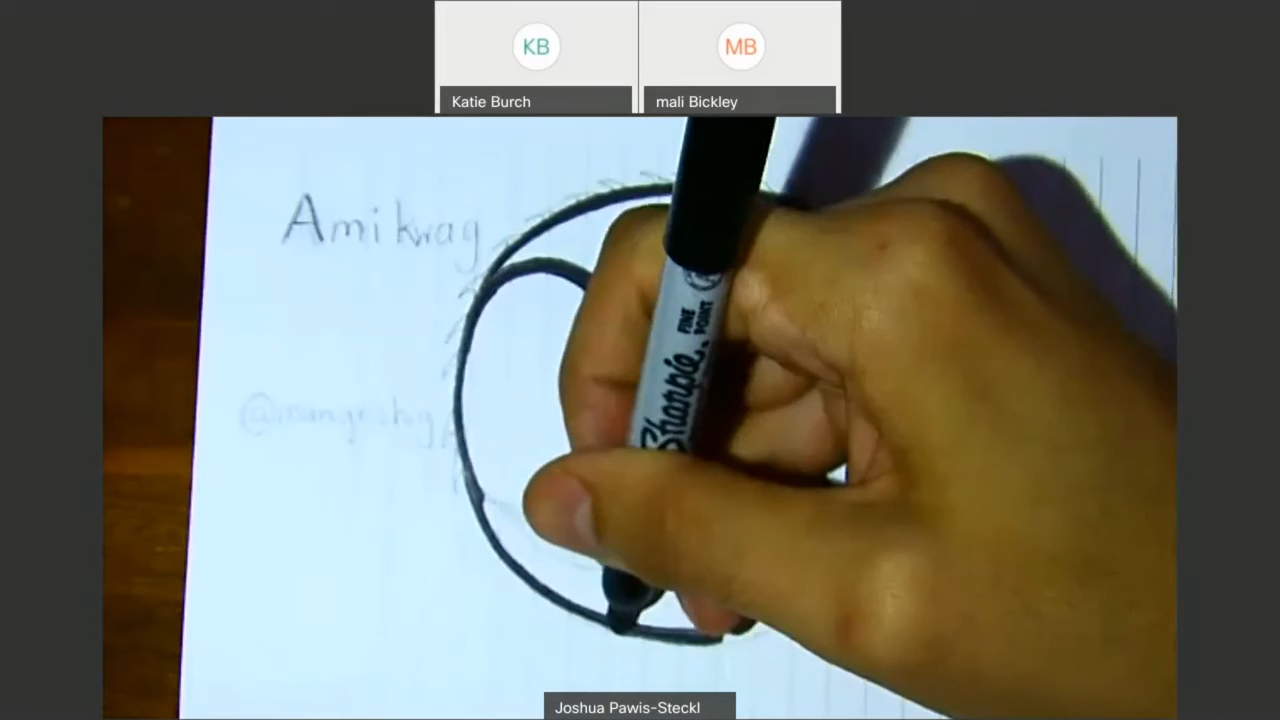 KB
MB
Katie Burch
mali Bickley
Amikwag
Sharpie.
FINE
POINT
Joshua Pawis-Steckl